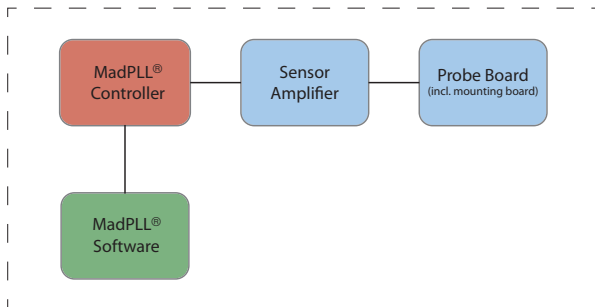 MadPLL®
Controller
Sensor
Amplifier
Probe Board
(incl. mounting board)
MadPLL®
Software